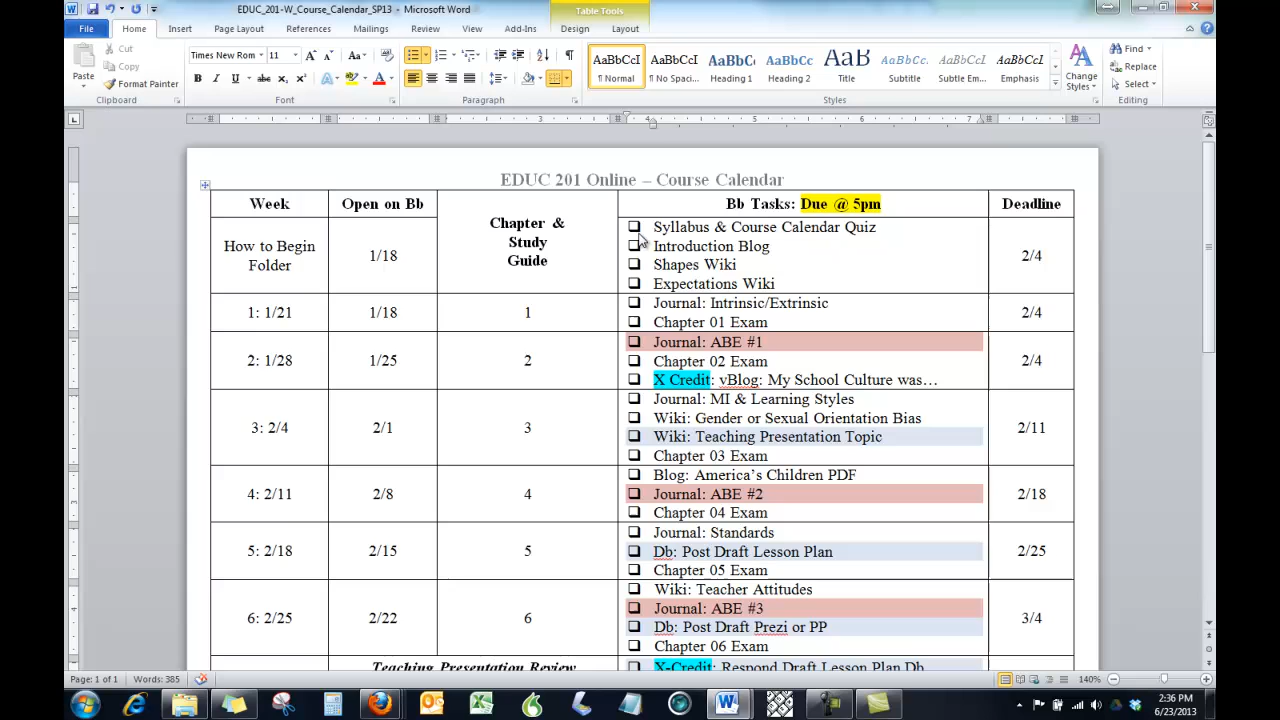 EDUC_201-W_Course_Calendar_SP13 - Microsoft Word
Table Tools
File Home Insert Page Layout References Mailings Review View Add-Ins Design Layout
Cut
Copy
Format Painter
Paste
Clipboard
Times New Rom 11
Font
Paragraph
AaBbCcI AaBbCcI AaBbC AaBbCc AaB AaBbCc. AaBbCcI AaBbCcI
¶ Normal ¶ No Spaci... Heading 1 Heading 2 Title Subtitle Subtle Em... Emphasis
Styles
Change Styles
Find
Replace
Select
Editing
EDUC 201 Online – Course Calendar
Week Open on Bb Chapter & Study Guide Bb Tasks: Due @ 5pm Deadline
How to Begin Folder 1/18 2/4
Syllabus & Course Calendar Quiz
Introduction Blog
Shapes Wiki
Expectations Wiki
1: 1/21 1/18 1 2/4
Journal: Intrinsic/Extrinsic
Chapter 01 Exam
2: 1/28 1/25 2 2/4
Journal: ABE #1
Chapter 02 Exam
X Credit: vBlog: My School Culture was…
3: 2/4 2/1 3 2/11
Journal: MI & Learning Styles
Wiki: Gender or Sexual Orientation Bias
Wiki: Teaching Presentation Topic
Chapter 03 Exam
4: 2/11 2/8 4 2/18
Blog: America’s Children PDF
Journal: ABE #2
Chapter 04 Exam
5: 2/18 2/15 5 2/25
Journal: Standards
Db: Post Draft Lesson Plan
Chapter 05 Exam
6: 2/25 2/22 6 3/4
Wiki: Teacher Attitudes
Journal: ABE #3
Db: Post Draft Prezi or PP
Chapter 06 Exam
Teaching Presentation Review
X-Credit: Respond Draft Lesson Plan Db
Page: 1 of 1 Words: 385 140%
2:36 PM
6/23/2013